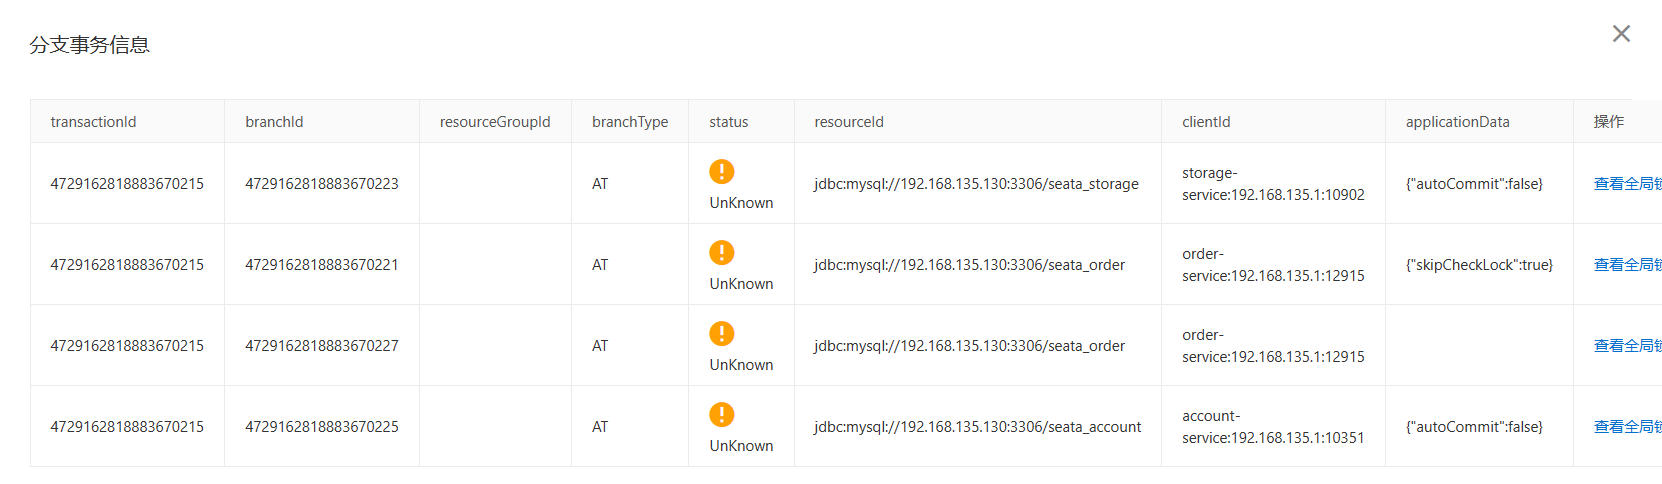 分支事务信息
transactionId branchId resourceGroupId branchType status resourceId clientId applicationData 操作
4729162818883670215 4729162818883670223 AT UnKnown jdbc:mysql://192.168.135.130:3306/seata_storage storage-
service:192.168.135.1:10902 {"autoCommit":false} 查看全局
4729162818883670215 4729162818883670221 AT UnKnown jdbc:mysql://192.168.135.130:3306/seata_order order-
service:192.168.135.1:12915 {"skipCheckLock":true} 查看全局
4729162818883670215 4729162818883670227 AT UnKnown jdbc:mysql://192.168.135.130:3306/seata_order order-
service:192.168.135.1:12915 查看全局
4729162818883670215 4729162818883670225 AT UnKnown jdbc:mysql://192.168.135.130:3306/seata_account account-
service:192.168.135.1:10351 {"autoCommit":false} 查看全局